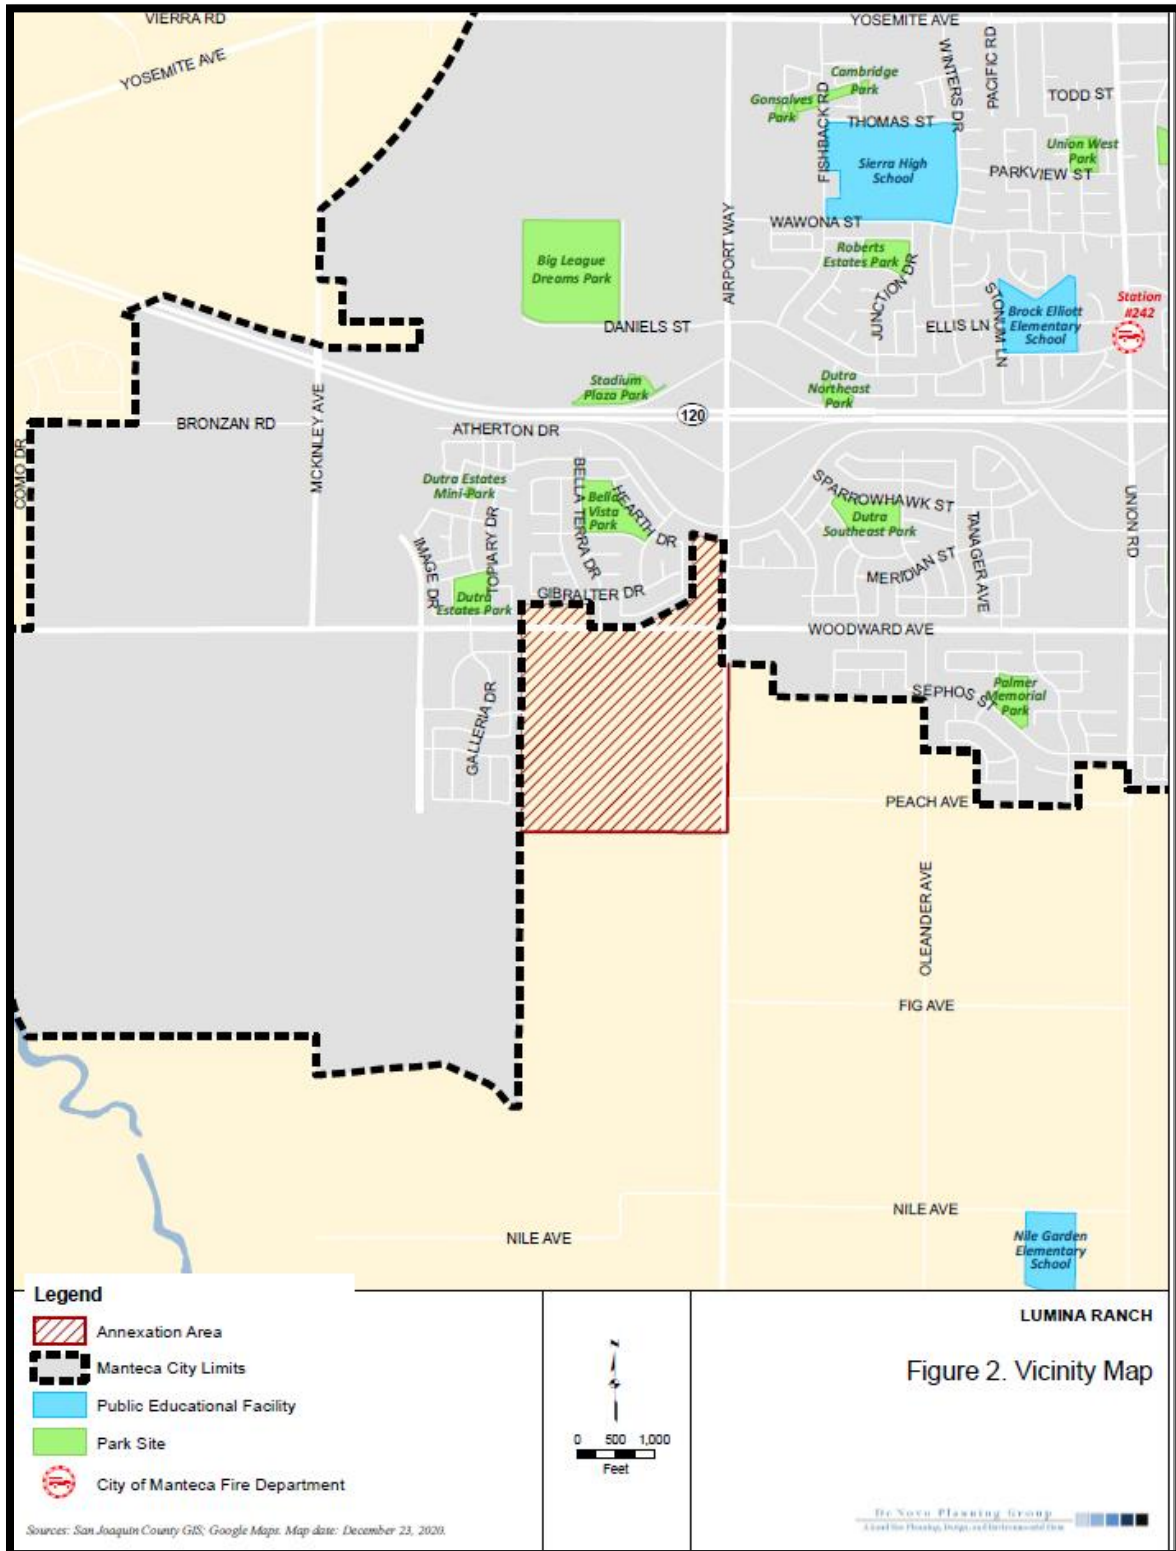 VIERRA RD
YOSEMITE AVE
YOSEMITE AVE
WINTERS DR
PACIFIC RD
Cambridge
Park
Gonsalves
Park
FISHBACK RD
TODD ST
THOMAS ST
Union West
Park
Sierra High
School
PARKVIEW ST
AIRPORT WAY
WAWONA ST
Roberts
Estates Park
Big League
Dreams Park
JUNCTION DR
STONUM LN
Station
#242
Brock Elliott
Elementary
School
DANIELS ST
ELLIS LN
Stadium
Plaza Park
Dutra
Northeast
Park
MCKINLEY AVE
120
BRONZAN RD
ATHERTON DR
COMO DR
Dutra Estates
Mini-Park
BELLA TERRA DR
Bella
Vista
Park
HEARTH DR
SPARROWHAWK ST
Dutra
Southeast Park
UNION RD
TOPIARY DR
TANAGER AVE
IMAGE DR
MERIDIAN ST
Dutra
Estates Park
GIBRALTER DR
WOODWARD AVE
GALLERIA DR
SEPHOS ST
Palmer
Memorial
Park
PEACH AVE
OLEANDER AVE
FIG AVE
NILE AVE
NILE AVE
Nile Garden
Elementary
School
Legend
Annexation Area
Manteca City Limits
Public Educational Facility
Park Site
City of Manteca Fire Department
Sources: San Joaquin County GIS; Google Maps. Map date: December 23, 2020.
N
0 500 1,000
Feet
LUMINA RANCH
Figure 2. Vicinity Map
De Novo Planning Group
A Land Use Planning, Design, and Environmental Firm